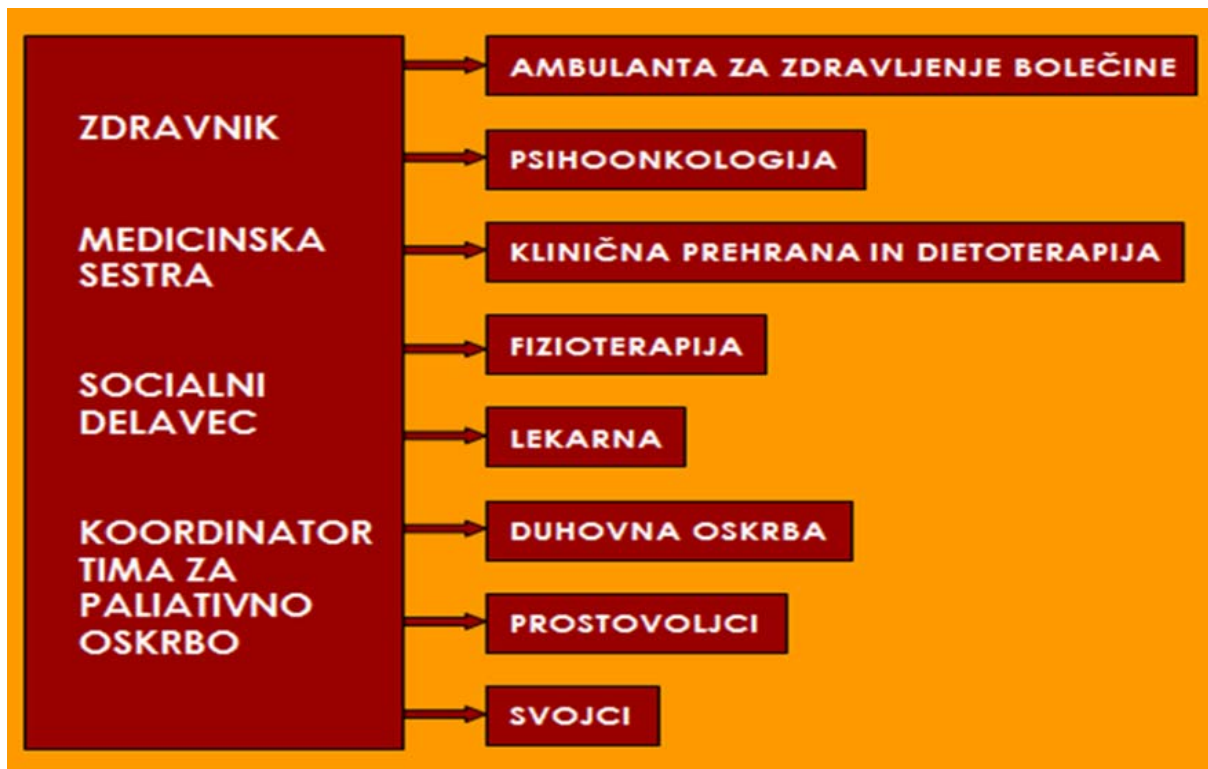 ZDRAVNIK
MEDICINSKA
SESTRA
SOCIALNI
DELAVEC
KOORDINATOR
TIMA ZA
PALIATIVNO
OSKRBO
AMBULANTA ZA ZDRAVLJENJE BOLEČINE
PSIHOONKOLOGIJA
KLINIČNA PREHRANA IN DIETOTERAPIJA
FIZIOTERAPIJA
LEKARNA
DUHOVNA OSKRBA
PROSTOVOLJCI
SVOJCI